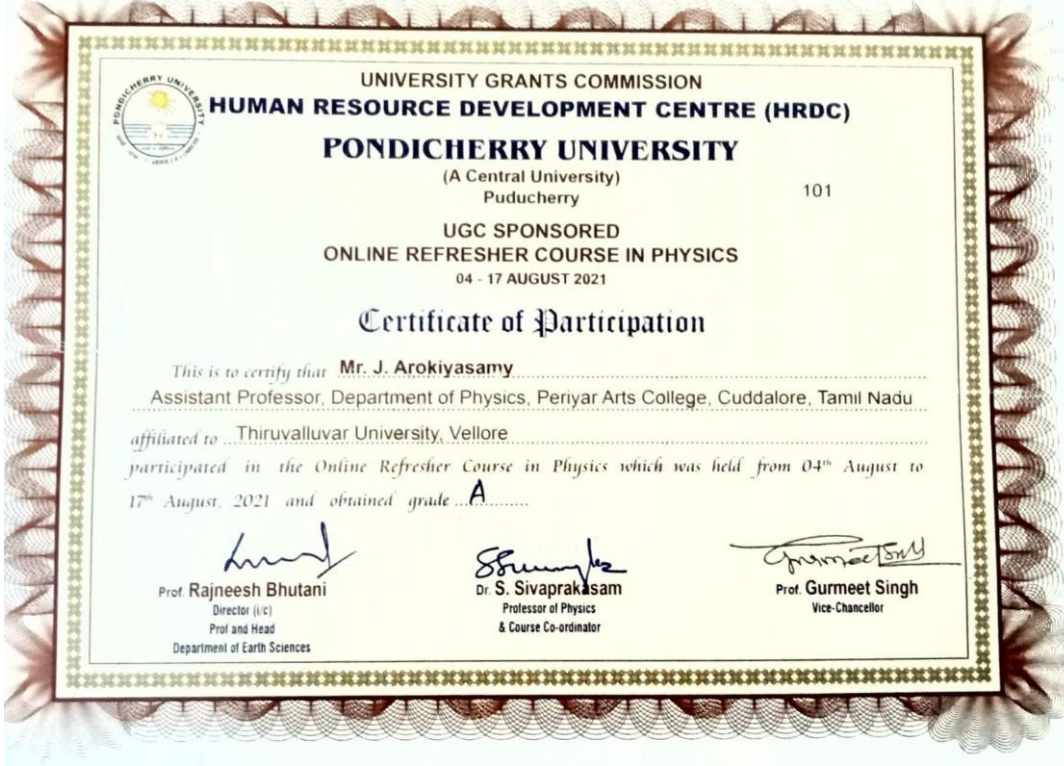 PONDICHERRY UNIVERSITY
UNIVERSITY GRANTS COMMISSION
HUMAN RESOURCE DEVELOPMENT CENTRE (HRDC)
PONDICHERRY UNIVERSITY
(A Central University)
Puducherry
101
UGC SPONSORED
ONLINE REFRESHER COURSE IN PHYSICS
04 - 17 AUGUST 2021
Certificate of Participation
This is to certify that Mr. J. Arokiyasamy
Assistant Professor, Department of Physics, Periyar Arts College, Cuddalore, Tamil Nadu
affiliated to Thiruvalluvar University, Vellore
participated in the Online Refresher Course in Physics which was held from 04th August to
17th August, 2021 and obtained grade A
Prof. Rajneesh Bhutani
Director (i/c)
Prof and Head
Department of Earth Sciences
Dr. S. Sivaprakasam
Professor of Physics
& Course Co-ordinator
Prof. Gurmeet Singh
Vice-Chancellor